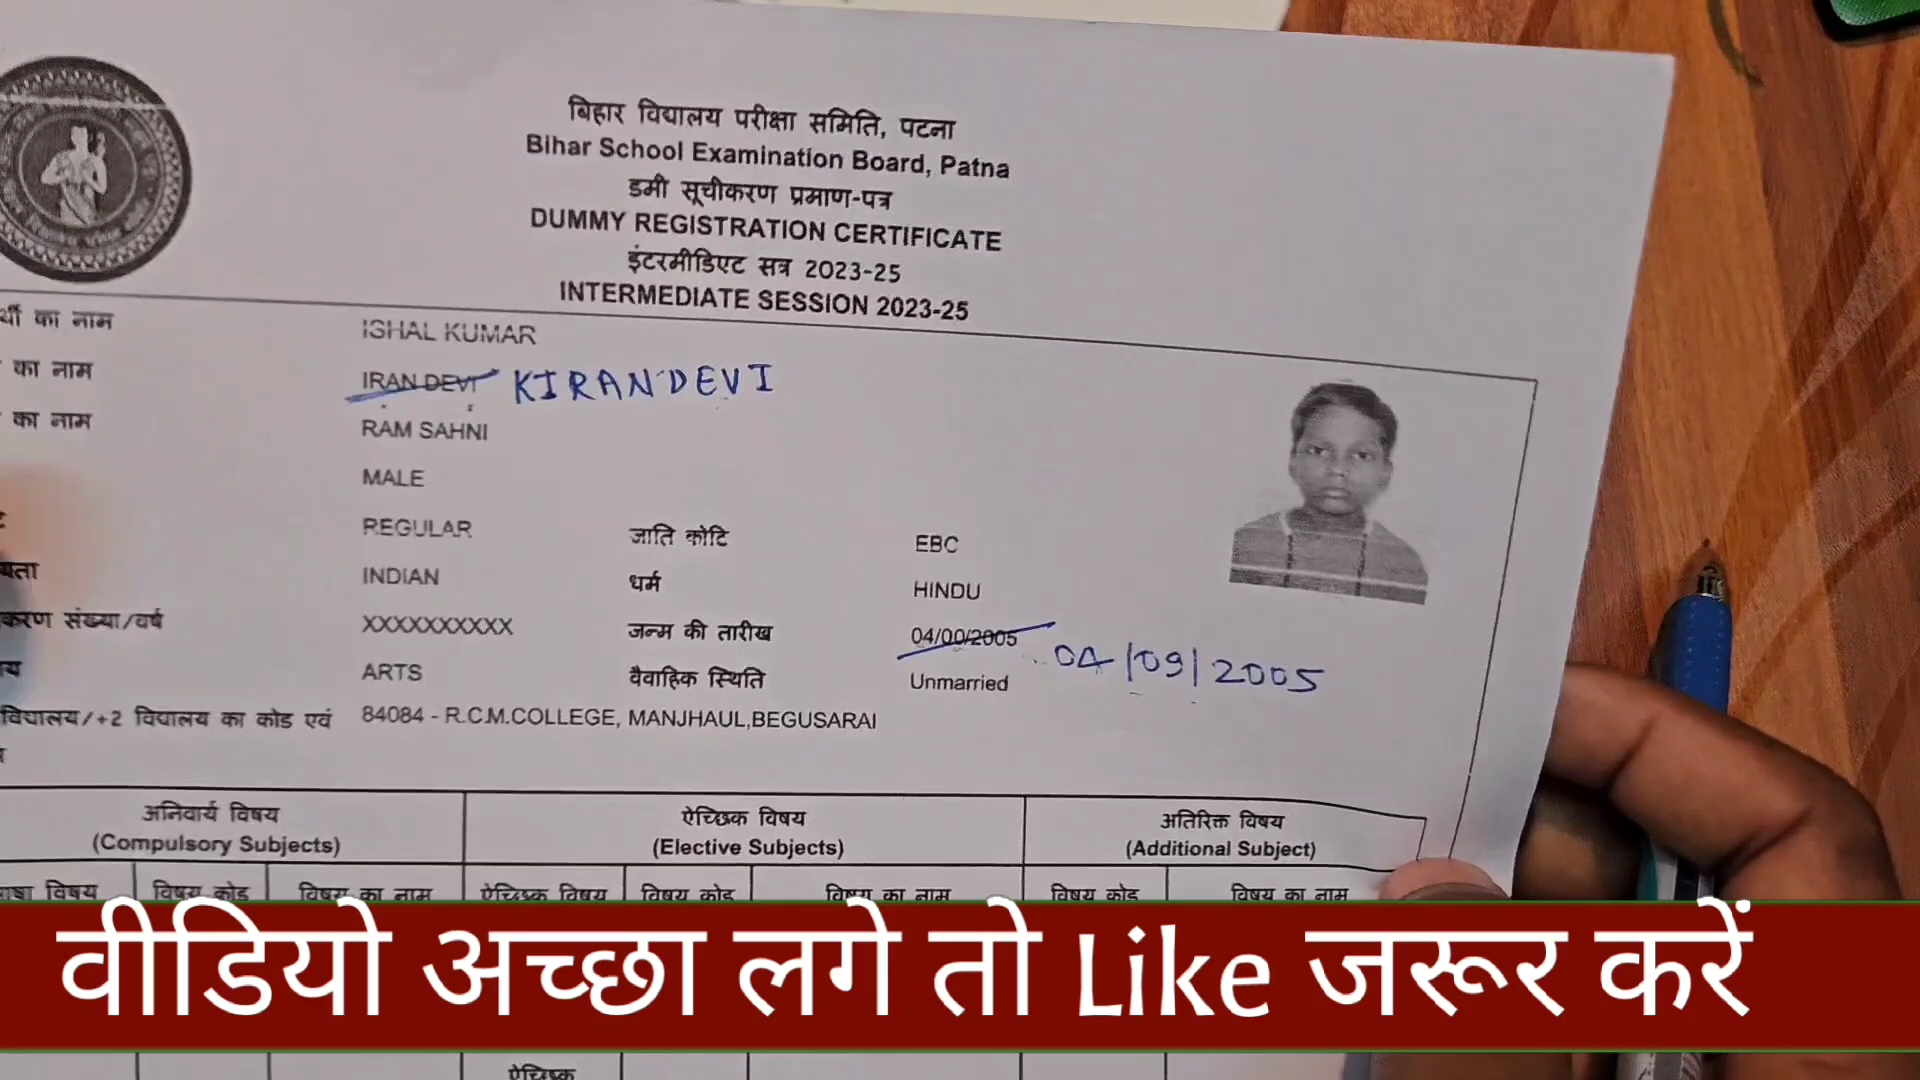 बिहार विद्यालय परीक्षा समिति, पटना
Bihar School Examination Board, Patna
डमी सूचीकरण प्रमाण-पत्र
DUMMY REGISTRATION CERTIFICATE
इंटरमीडिएट सत्र 2023-25
INTERMEDIATE SESSION 2023-25
का नाम ISHAL KUMAR
का नाम IRAN DEVI KIRAN DEVI
का नाम RAM SAHNI
MALE
REGULAR जाति कोटि EBC
INDIAN धर्म HINDU
संख्या/वर्ष XXXXXXXXXX जन्म की तारीख 04/00/2005 04/09/2005
ARTS वैवाहिक स्थिति Unmarried
विद्यालय/+2 विद्यालय का कोड एवं 84084 - R.C.M.COLLEGE, MANJHAUL,BEGUSARAI
अनिवार्य विषय ऐच्छिक विषय अतिरिक्त विषय
(Compulsory Subjects) (Elective Subjects) (Additional Subject)
विषय विषय कोड विषय का नाम ऐच्छिक विषय विषय कोड विषय का नाम विषय कोड विषय का नाम
वीडियो अच्छा लगे तो Like जरूर करें
ऐच्छिक